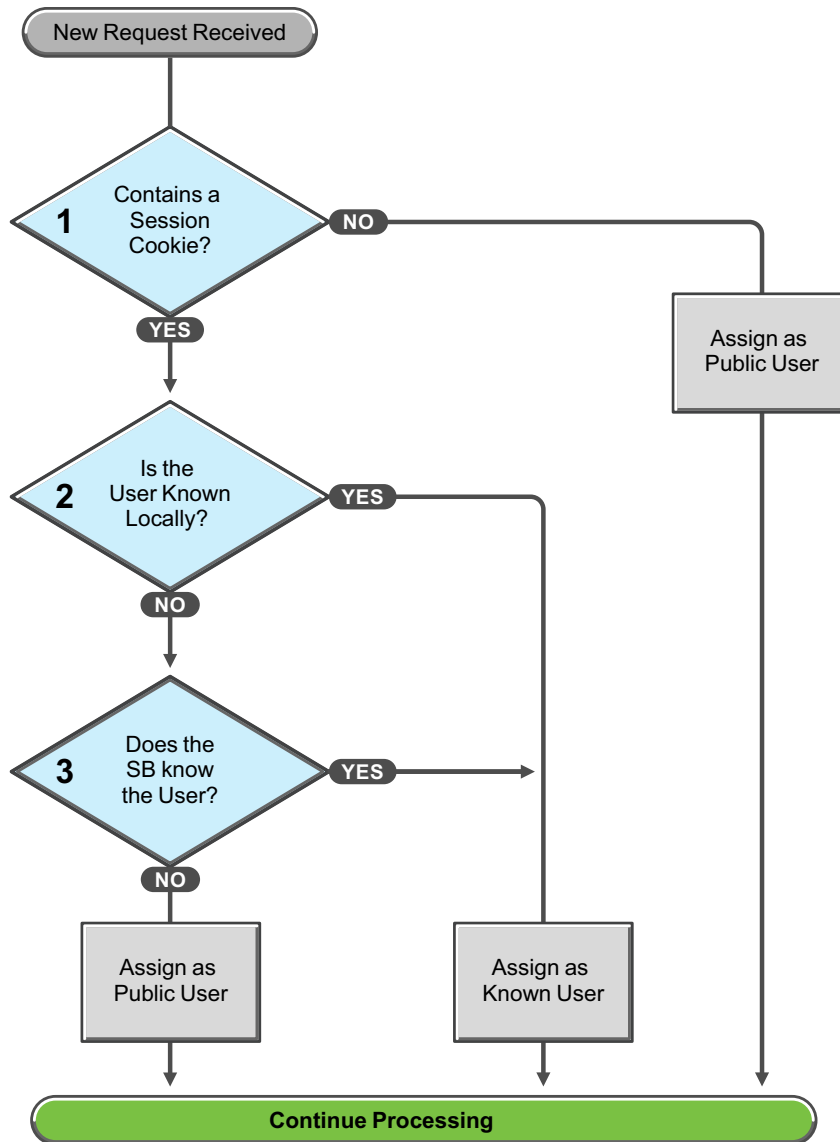 New Request Received
1
Contains a
Session
Cookie?
NO
YES
Assign as
Public User
2
Is the
User Known
Locally?
YES
NO
3
Does the
SB know
the User?
YES
NO
Assign as
Public User
Assign as
Known User
Continue Processing